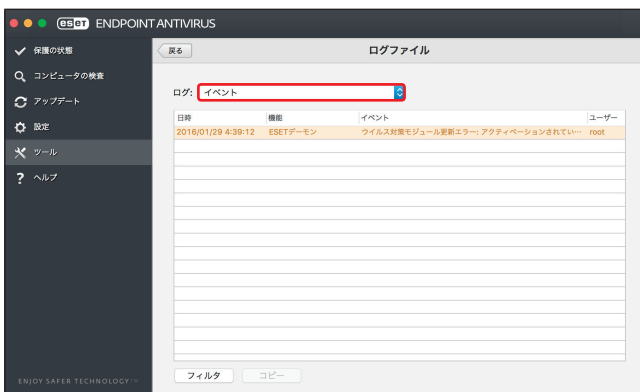 eset ENDPOINT ANTIVIRUS
保護の状態
コンピュータの検査
アップデート
設定
ツール
ヘルプ
戻る
ログファイル
ログ: イベント
日時 機能 イベント ユーザー
2016/01/29 4:39:12 ESETデーモン ウイルス対策モジュール更新エラー; アクティベーションされてい… root
フィルタ コピー
ENJOY SAFER TECHNOLOGY™